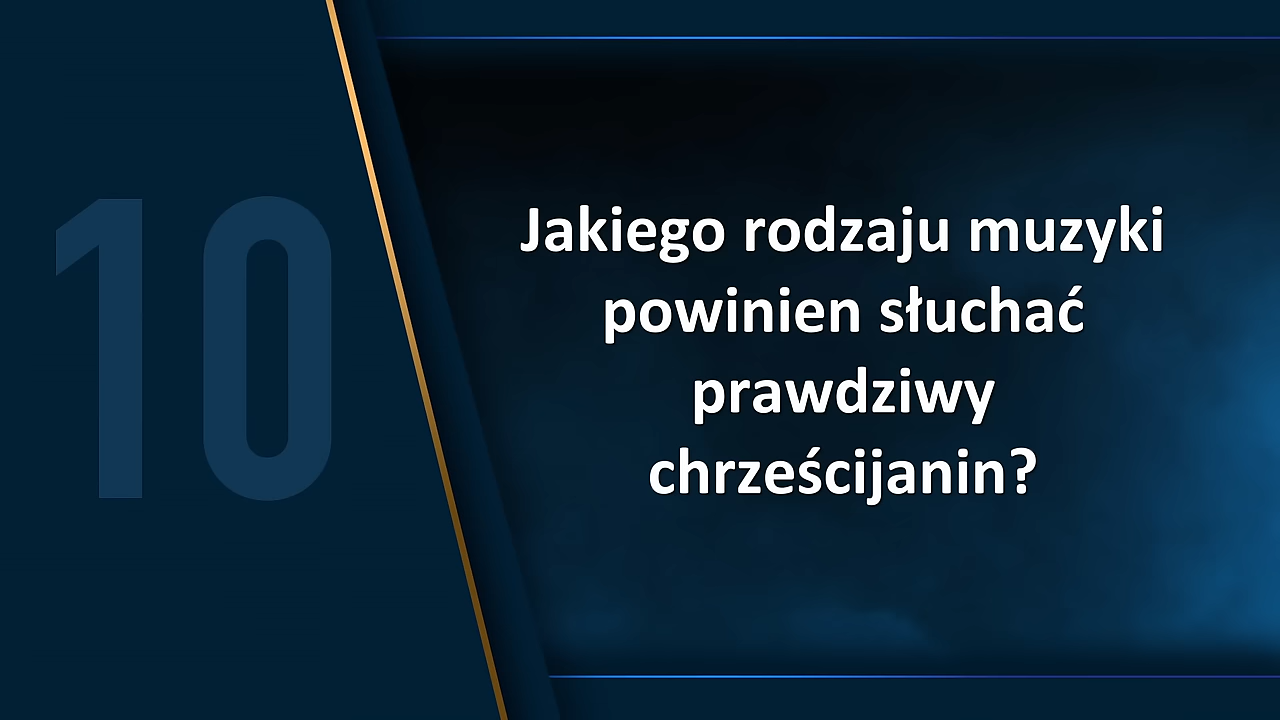 10
Jakiego rodzaju muzyki
powinien słuchać
prawdziwy
chrześcijanin?